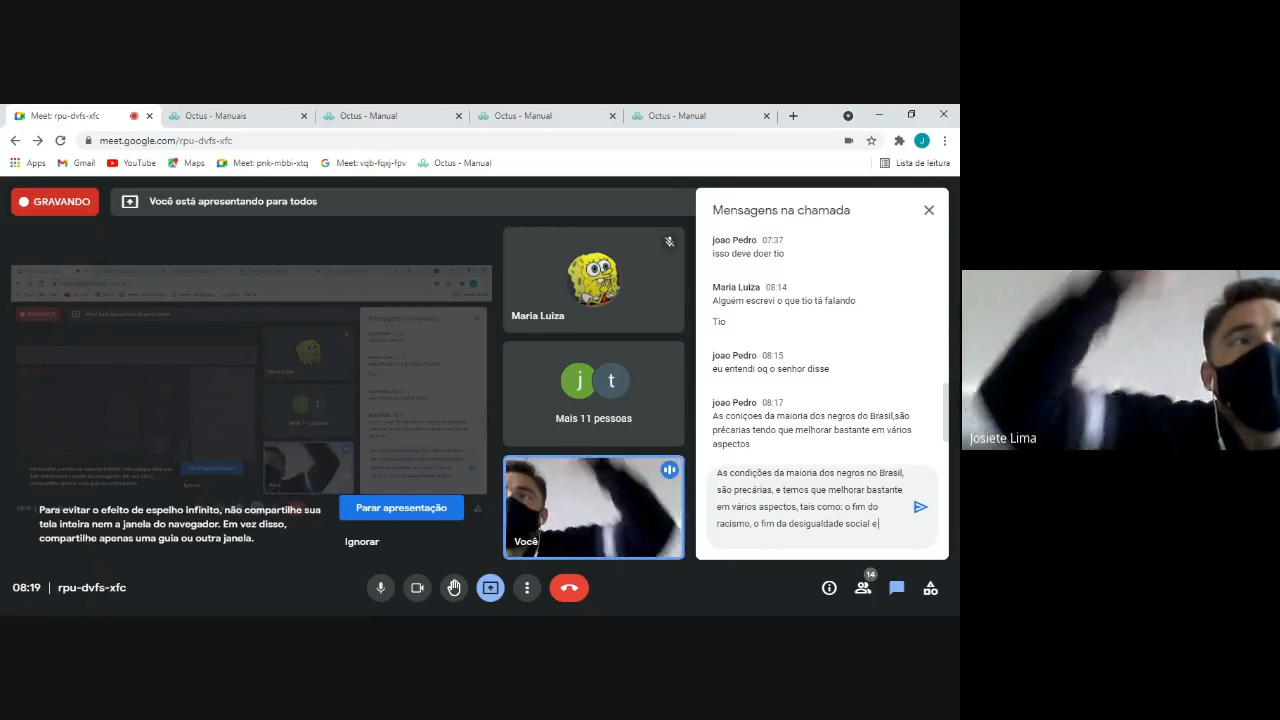 Meet: rpu-dvfs-xfc
Octus - Manuais
Octus - Manual
Octus - Manual
Octus - Manual
meet.google.com/rpu-dvfs-xfc
J
Apps
Gmail
YouTube
Maps
Meet: pnk-mbbi-xtq
Meet: vqb-fqxj-fpv
Octus - Manual
Lista de leitura
GRAVANDO
Você está apresentando para todos
Maria Luiza
j
t
Mais 11 pessoas
Você
Para evitar o efeito de espelho infinito, não compartilhe sua
tela inteira nem a janela do navegador. Em vez disso,
compartilhe apenas uma guia ou outra janela.
Parar apresentação
Ignorar
Mensagens na chamada
joao Pedro 07:37
isso deve doer tio
Maria Luiza 08:14
Alguém escrevi o que tio tá falando
Tio
joao Pedro 08:15
eu entendi oq o senhor disse
joao Pedro 08:17
As coniçoes da maioria dos negros do Brasil,são
précarias tendo que melhorar bastante em vários
aspectos
As condições da maioria dos negros no Brasil,
são precárias, e temos que melhorar bastante
em vários aspectos, tais como: o fim do
racismo, o fim da desigualdade social e
08:19 | rpu-dvfs-xfc
14
Josiete Lima